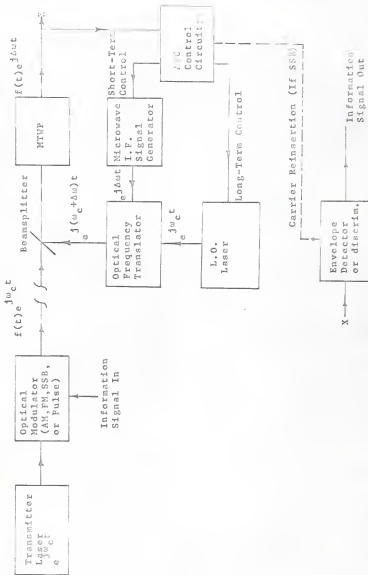 Transmitter
Laser
e^jω_c t
Optical
Modulator
(AM,FM,SSB,
or Pulse)
Information
Signal In
f(t)e^jω_c t
Beamsplitter
e^j(ω_c+Δω)t
MTWP
f(t)e^jΔωt
X
Short-Term
Control
Control
Circuitry
Microwave
I.F.
Signal
Generator
e^jΔωt
Optical
Frequency
Translator
e^jω_c t
L.O.
Laser
Long-Term Control
Carrier Reinsertion (If SSB)
Envelope
Detector
or discrim.
X
Information
Signal Out